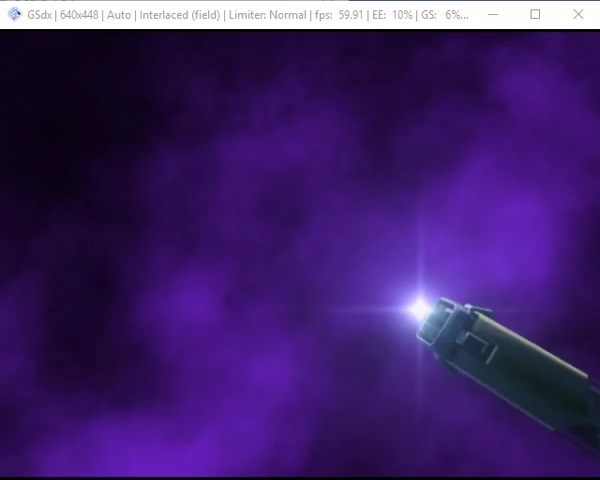 GSdx | 640x448 | Auto | Interlaced (field) | Limiter: Normal | fps: 59.91 | EE: 10% | GS: 6%...